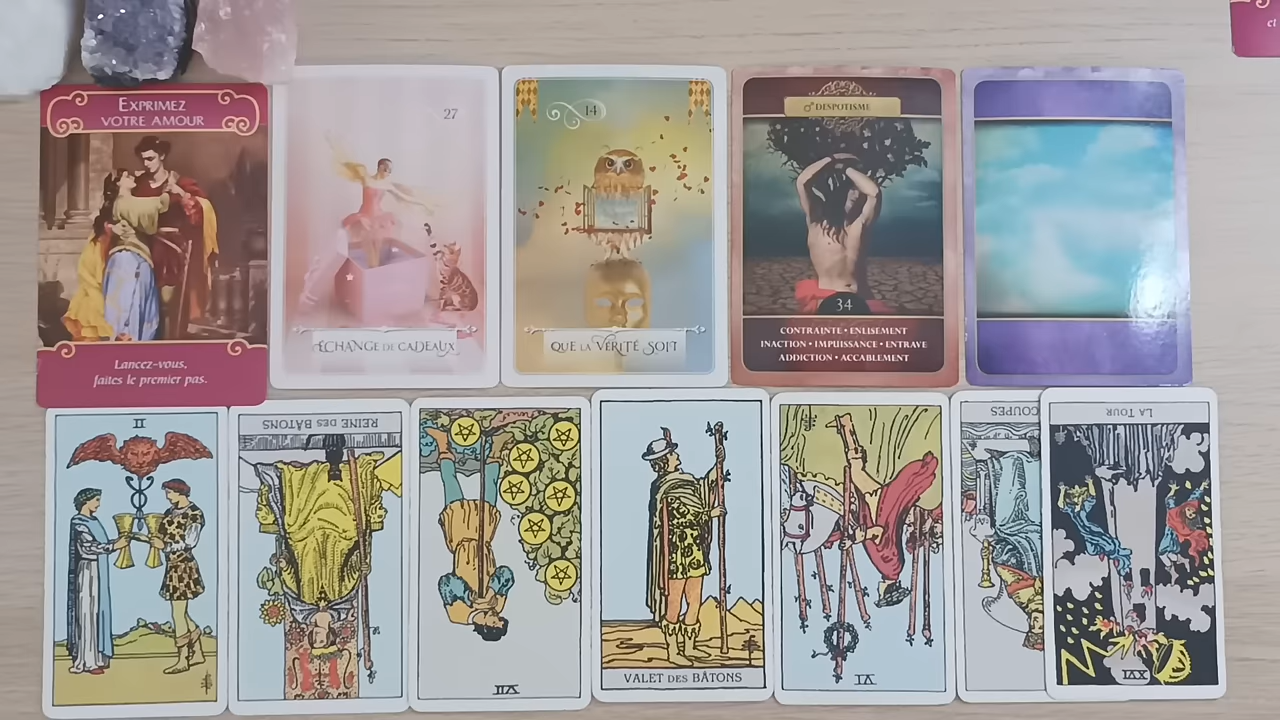 et
EXPRIMEZ
VOTRE AMOUR
Lancez-vous,
faites le premier pas.
27
ÉCHANGE DE CADEAUX
14
QUE LA VÉRITÉ SOIT
♂ DESPOTISME
34
CONTRAINTE • ENLISEMENT
INACTION • IMPUISSANCE • ENTRAVE
ADDICTION • ACCABLEMENT
II
REINE DES BÂTONS
VII
VALET DES BÂTONS
VI
COUPES
LA TOUR
XVI